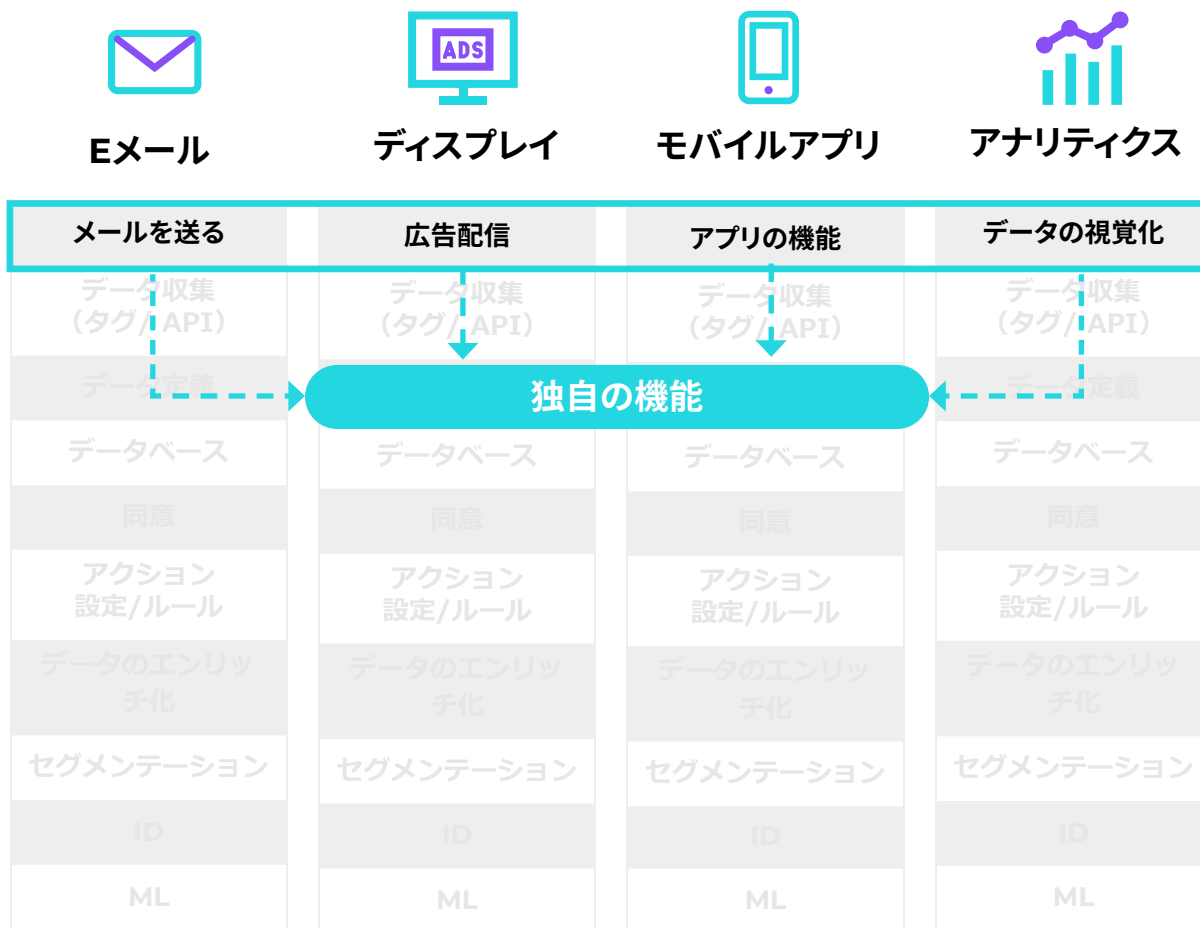 ADS
Eメール
ディスプレイ
モバイルアプリ
アナリティクス
メールを送る
広告配信
アプリの機能
データの視覚化
データ収集
(タグ/ API)
データ収集
(タグ/ API)
データ収集
(タグ/ API)
データ収集
(タグ/ API)
データ定義
独自の機能
データ定義
データベース
データベース
データベース
データベース
同意
同意
同意
同意
アクション
設定/ルール
アクション
設定/ルール
アクション
設定/ルール
アクション
設定/ルール
データのエンリッ
チ化
データのエンリッ
チ化
データのエンリッ
チ化
データのエンリッ
チ化
セグメンテーション
セグメンテーション
セグメンテーション
セグメンテーション
ID
ID
ID
ID
ML
ML
ML
ML